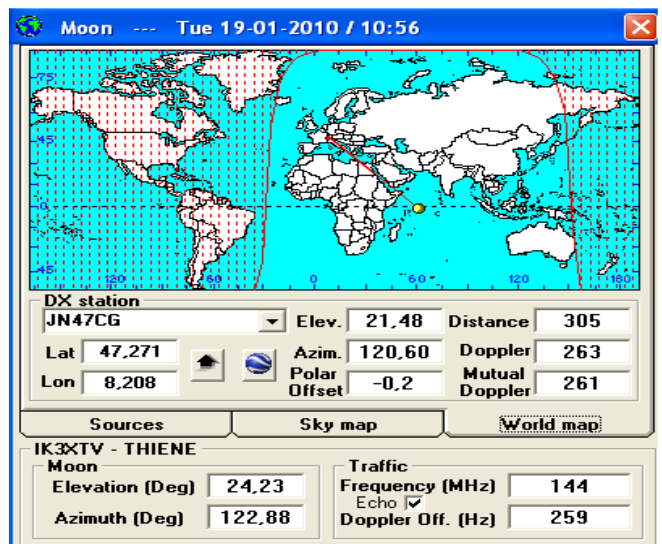 Moon --- Tue 19-01-2010 / 10:56
75
45
0
45
120 60 0 60 120 180
DX station
JN47CG Elev. 21,48 Distance 305
Lat 47,271 Azim. 120,60 Doppler 263
Lon 8,208 Polar Offset -0,2 Mutual Doppler 261
Sources Sky map World map
IK3XTV - THIENE
Moon Traffic
Elevation (Deg) 24,23 Frequency (MHz) 144
Echo
Azimuth (Deg) 122,88 Doppler Off. (Hz) 259